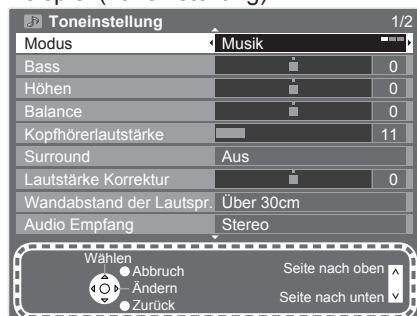 Toneinstellung 1/2
Modus Musik
Bass 0
Höhen 0
Balance 0
Kopfhörerlautstärke 11
Surround Aus
Lautstärke Korrektur 0
Wandabstand der Lautspr. Über 30cm
Audio Empfang Stereo
Wählen
Abbruch
Ändern
Zurück
Seite nach oben
Seite nach unten